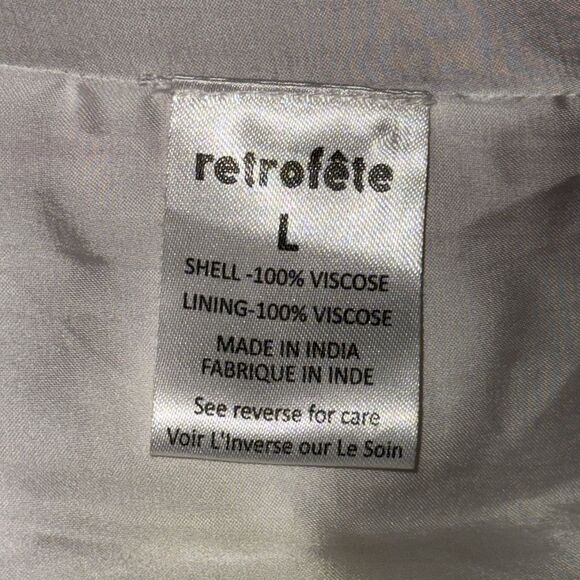 retrofête
L
SHELL -100% VISCOSE
LINING-100% VISCOSE
MADE IN INDIA
FABRIQUE IN INDE
See reverse for care
Voir L'Inverse our Le Soin